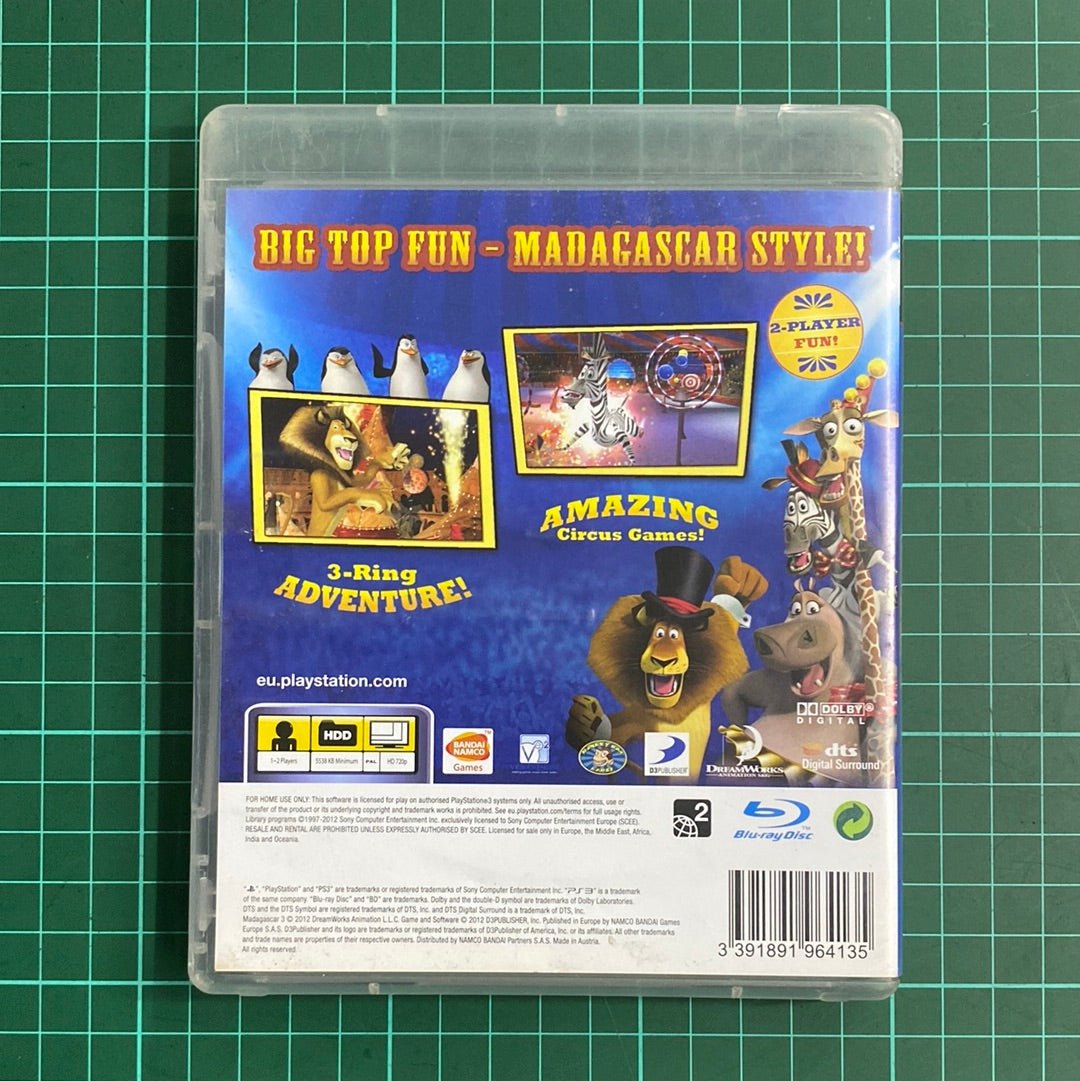 BIG TOP FUN - MADAGASCAR STYLE!
2-PLAYER
FUN!
AMAZING
Circus Games!
3-Ring
ADVENTURE!
eu.playstation.com
HDD
1-2 Players
5538 KB Minimum
PAL
HD 720p
BANDAI
NAMCO
Games
D3PUBLISHER
DREAMWORKS
ANIMATION SKG
DOLBY®
DIGITAL
dts
Digital Surround
FOR HOME USE ONLY: This software is licensed for play on authorised PlayStation®3 systems only. All unauthorised access, use or
transfer of the product or its underlying copyright and trademark works is prohibited. See eu.playstation.com/terms for full usage rights.
Library programs ©1997-2012 Sony Computer Entertainment Inc. exclusively licensed to Sony Computer Entertainment Europe (SCEE).
RESALE AND RENTAL ARE PROHIBITED UNLESS EXPRESSLY AUTHORISED BY SCEE. Licensed for sale only in Europe, the Middle East, Africa,
India and Oceania.
2
Blu-ray Disc™
"", "PlayStation" and "PS3" are trademarks or registered trademarks of Sony Computer Entertainment Inc. "PS3" is a trademark
of the same company. "Blu-ray Disc" and "BD" are trademarks. Dolby and the double-D symbol are trademarks of Dolby Laboratories.
DTS and the DTS Symbol are registered trademarks of DTS, Inc. and DTS Digital Surround is a trademark of DTS, Inc.
Madagascar 3 © 2012 DreamWorks Animation L.L.C. Game and Software © 2012 D3PUBLISHER, Inc. Published in Europe by NAMCO BANDAI Games
Europe S.A.S. D3Publisher and its logo are trademarks or registered trademarks of D3Publisher of America, Inc. or its affiliates. All other trademarks
and trade names are properties of their respective owners. Distributed by NAMCO BANDAI Partners S.A.S. Made in Austria.
All rights reserved.
3 391891 964135